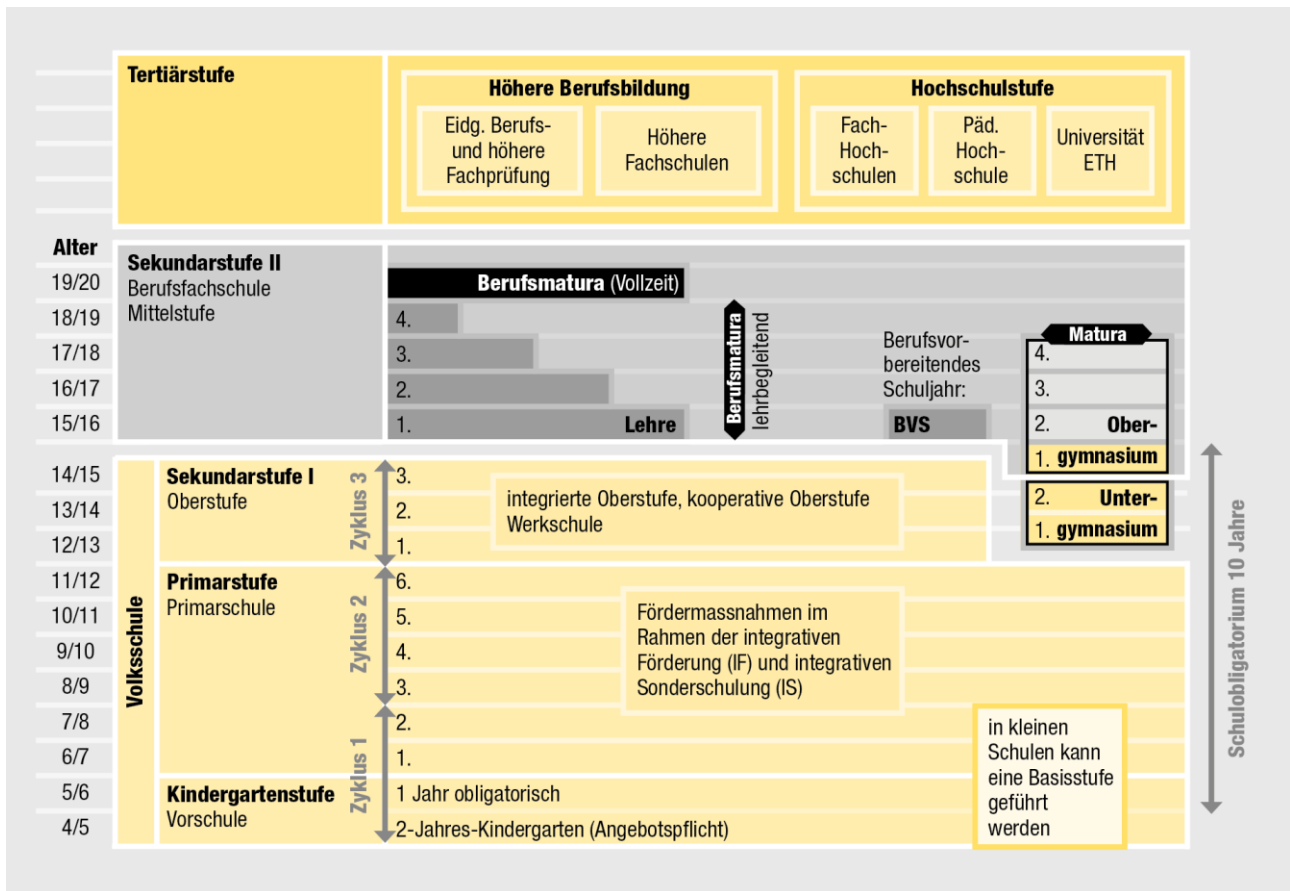 Tertiärstufe
Höhere Berufsbildung
Eidg. Berufs-
und höhere
Fachprüfung
Höhere
Fachschulen
Hochschulstufe
Fach-
Hoch-
schulen
Päd.
Hoch-
schule
Universität
ETH
Alter
19/20
18/19
17/18
16/17
15/16
14/15
13/14
12/13
11/12
10/11
9/10
8/9
7/8
6/7
5/6
4/5
Sekundarstufe II
Berufsfachschule
Mittelstufe
Berufsmatura (Vollzeit)
4.
3.
2.
1. Lehre
Berufsmatura
lehrbegleitend
Berufsvor-
bereitendes
Schuljahr:
BVS
Matura
4.
3.
2. Ober-
1. gymnasium
2. Unter-
1. gymnasium
Volksschule
Sekundarstufe I
Oberstufe
Zyklus 3
3.
2.
1.
integrierte Oberstufe, kooperative Oberstufe
Werkschule
Primarstufe
Primarschule
Zyklus 2
6.
5.
4.
3.
2.
1.
Fördermassnahmen im
Rahmen der integrativen
Förderung (IF) und integrativen
Sonderschulung (IS)
Zyklus 1
Kindergartenstufe
Vorschule
1 Jahr obligatorisch
2-Jahres-Kindergarten (Angebotspflicht)
in kleinen
Schulen kann
eine Basisstufe
geführt
werden
Schulobligatorium 10 Jahre